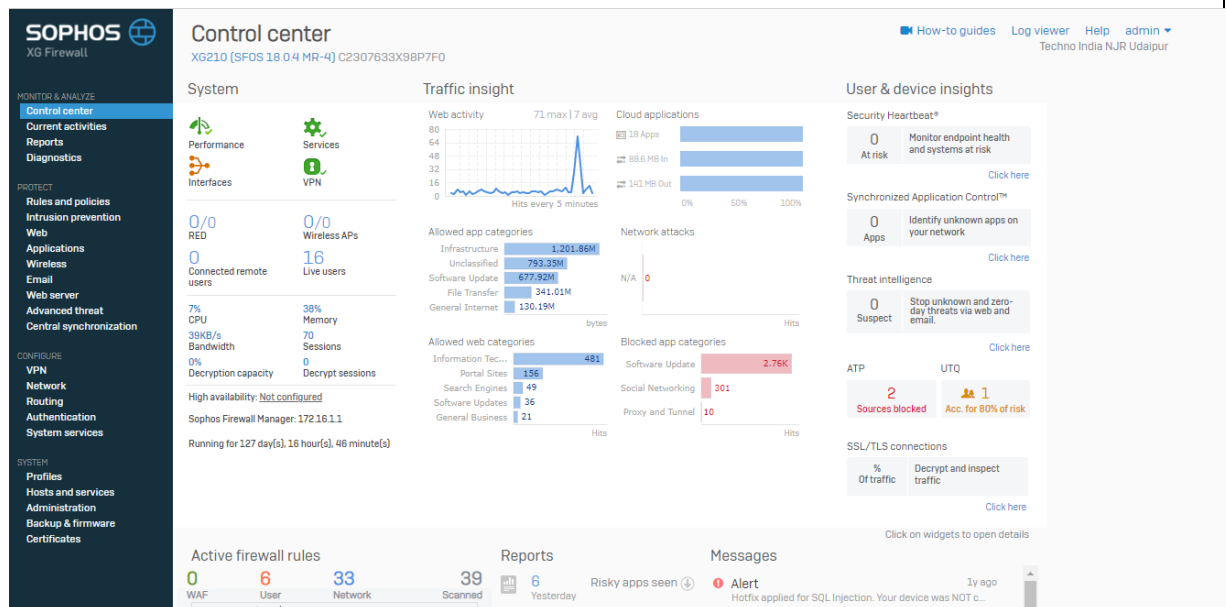 SOPHOS
XG Firewall
MONITOR & ANALYZE
Control center
Current activities
Reports
Diagnostics
PROTECT
Rules and policies
Intrusion prevention
Web
Applications
Wireless
Email
Web server
Advanced threat
Central synchronization
CONFIGURE
VPN
Network
Routing
Authentication
System services
SYSTEM
Profiles
Hosts and services
Administration
Backup & firmware
Certificates
Control center
XG210 (SFOS 18.0.4 MR-4) C2307633X98P7F0
How-to guides Log viewer Help admin
Techno India NJR Udaipur
System
Performance Services
Interfaces VPN
0/0 0/0
RED Wireless APs
0 16
Connected remote users Live users
7% 38%
CPU Memory
39KB/s 70
Bandwidth Sessions
0% 0
Decryption capacity Decrypt sessions
High availability: Not configured
Sophos Firewall Manager: 172.16.1.1
Running for 127 day(s), 16 hour(s), 46 minute(s)
Traffic insight
Web activity 71 max | 7 avg
80
64
48
32
16
0
Hits every 5 minutes
Cloud applications
18 Apps
88.6 MB In
141 MB Out
0% 50% 100%
Allowed app categories
Infrastructure 1,201.86M
Unclassified 793.35M
Software Update 677.92M
File Transfer 341.01M
General Internet 130.19M
bytes
Network attacks
N/A 0
Hits
Allowed web categories
Information Tec... 481
Portal Sites 156
Search Engines 49
Software Updates 36
General Business 21
Hits
Blocked app categories
Software Update 2.76K
Social Networking 301
Proxy and Tunnel 10
Hits
User & device insights
Security Heartbeat®
0 Monitor endpoint health
At risk and systems at risk
Click here
Synchronized Application Control™
0 Identify unknown apps on
Apps your network
Click here
Threat intelligence
0 Stop unknown and zero-
Suspect day threats via web and
email.
Click here
ATP UTQ
2 1
Sources blocked Acc. for 80% of risk
SSL/TLS connections
% Decrypt and inspect
Of traffic traffic
Click here
Click on widgets to open details
Active firewall rules
0 6 33 39
WAF User Network Scanned
Reports
6 Risky apps seen
Yesterday
Messages
Alert 1y ago
Hotfix applied for SQL Injection. Your device was NOT c...